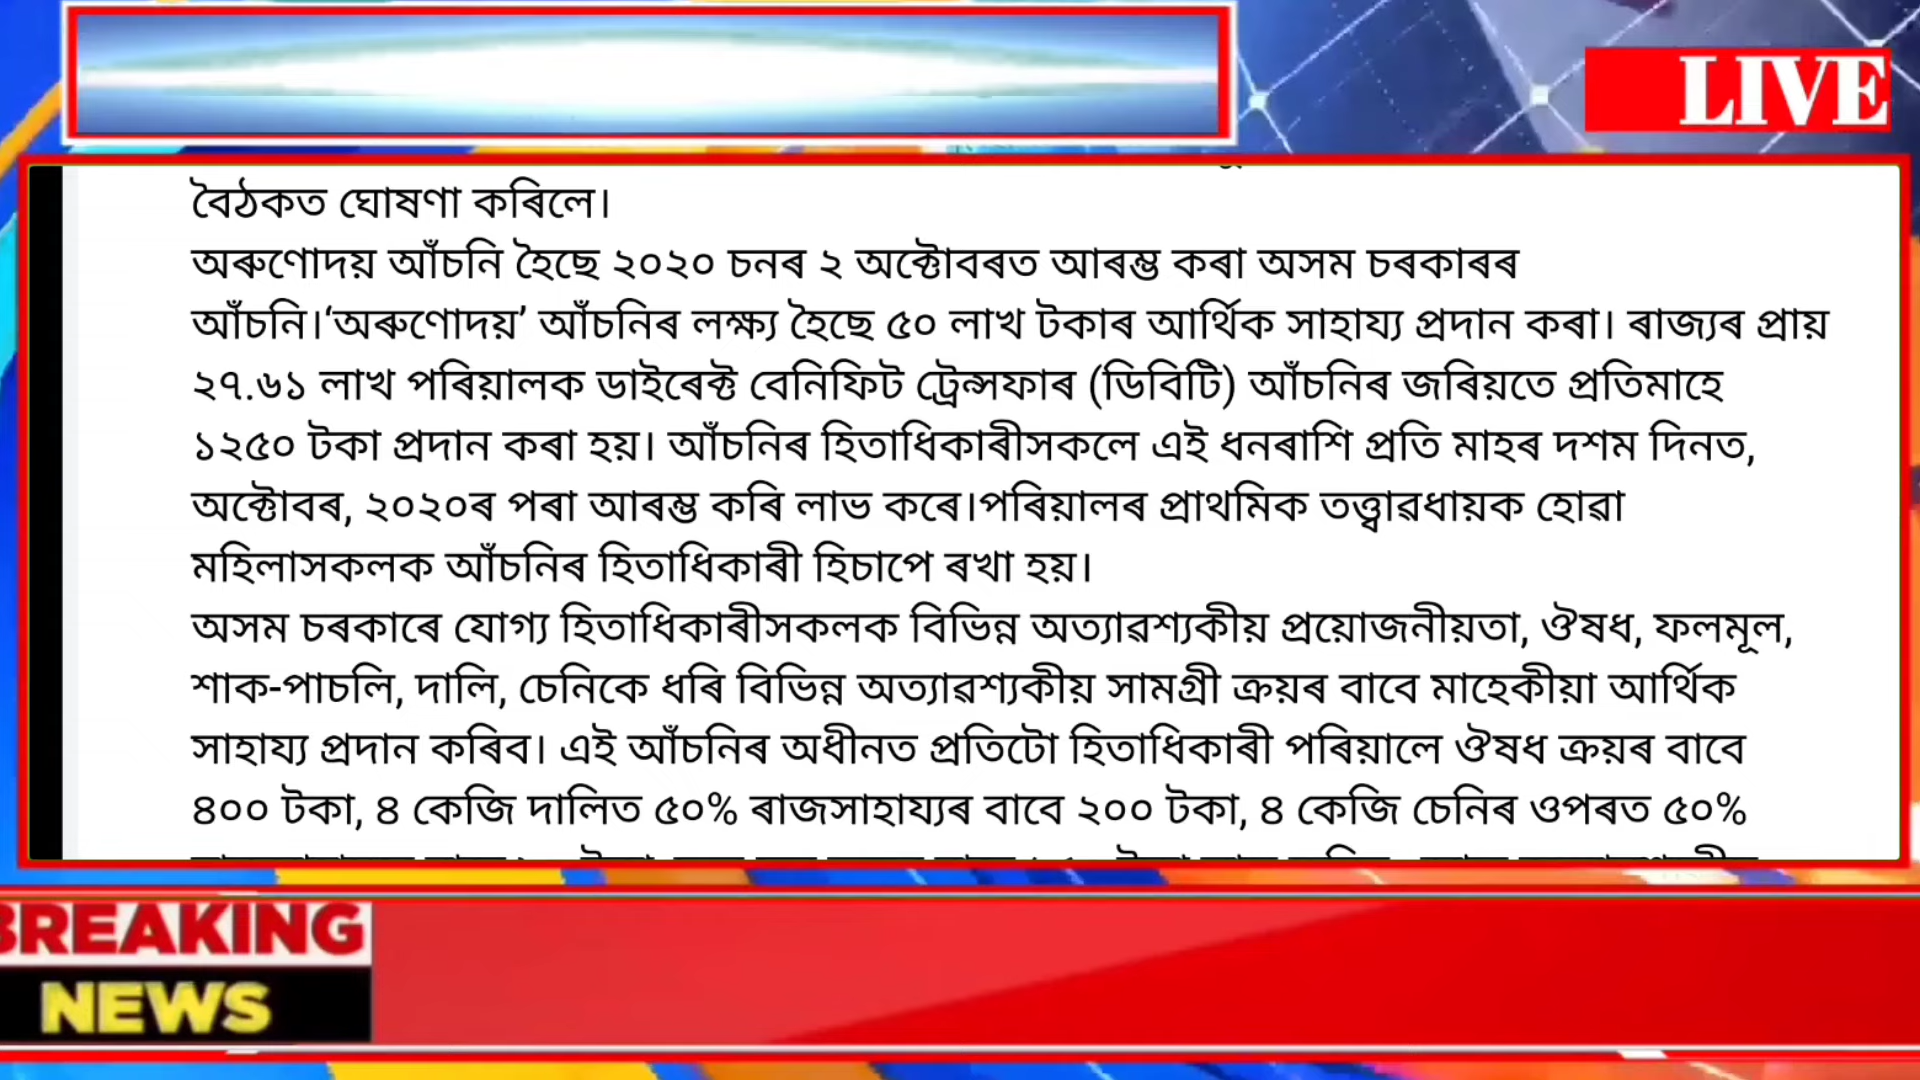 LIVE
বৈঠকত ঘোষণা কৰিলে।
অৰুণোদয় আঁচনি হৈছে ২০২০ চনৰ ২ অক্টোবৰত আৰম্ভ কৰা অসম চৰকাৰৰ
আঁচনি।‘অৰুণোদয়’ আঁচনিৰ লক্ষ্য হৈছে ৫০ লাখ টকাৰ আৰ্থিক সাহায্য প্ৰদান কৰা। ৰাজ্যৰ প্ৰায়
২৭.৬১ লাখ পৰিয়ালক ডাইৰেক্ট বেনিফিট ট্ৰেন্সফাৰ (ডিবিটি) আঁচনিৰ জৰিয়তে প্ৰতিমাহে
১২৫০ টকা প্ৰদান কৰা হয়। আঁচনিৰ হিতাধিকাৰীসকলে এই ধনৰাশি প্ৰতি মাহৰ দশম দিনত,
অক্টোবৰ, ২০২০ৰ পৰা আৰম্ভ কৰি লাভ কৰে।পৰিয়ালৰ প্ৰাথমিক তত্ত্বাৱধায়ক হোৱা
মহিলাসকলক আঁচনিৰ হিতাধিকাৰী হিচাপে ৰখা হয়।
অসম চৰকাৰে যোগ্য হিতাধিকাৰীসকলক বিভিন্ন অত্যাৱশ্যকীয় প্ৰয়োজনীয়তা, ঔষধ, ফলমূল,
শাক-পাচলি, দালি, চেনিকে ধৰি বিভিন্ন অত্যাৱশ্যকীয় সামগ্ৰী ক্ৰয়ৰ বাবে মাহেকীয়া আৰ্থিক
সাহায্য প্ৰদান কৰিব। এই আঁচনিৰ অধীনত প্ৰতিটো হিতাধিকাৰী পৰিয়ালে ঔষধ ক্ৰয়ৰ বাবে
৪০০ টকা, ৪ কেজি দালিত ৫০% ৰাজসাহায্যৰ বাবে ২০০ টকা, ৪ কেজি চেনিৰ ওপৰত ৫০%
BREAKING
NEWS